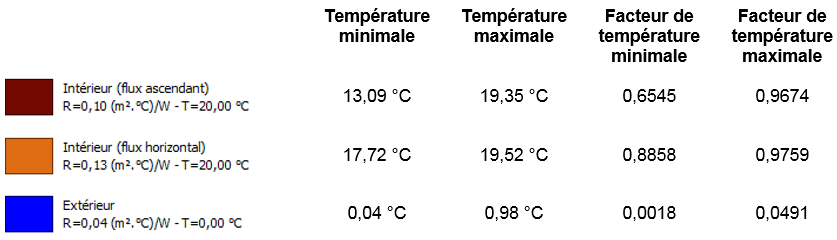 Température minimale
Température maximale
Facteur de température minimale
Facteur de température maximale
Intérieur (flux ascendant)
R=0,10 (m².°C)/W - T=20,00 °C
13,09 °C
19,35 °C
0,6545
0,9674
Intérieur (flux horizontal)
R=0,13 (m².°C)/W - T=20,00 °C
17,72 °C
19,52 °C
0,8858
0,9759
Extérieur
R=0,04 (m².°C)/W - T=0,00 °C
0,04 °C
0,98 °C
0,0018
0,0491